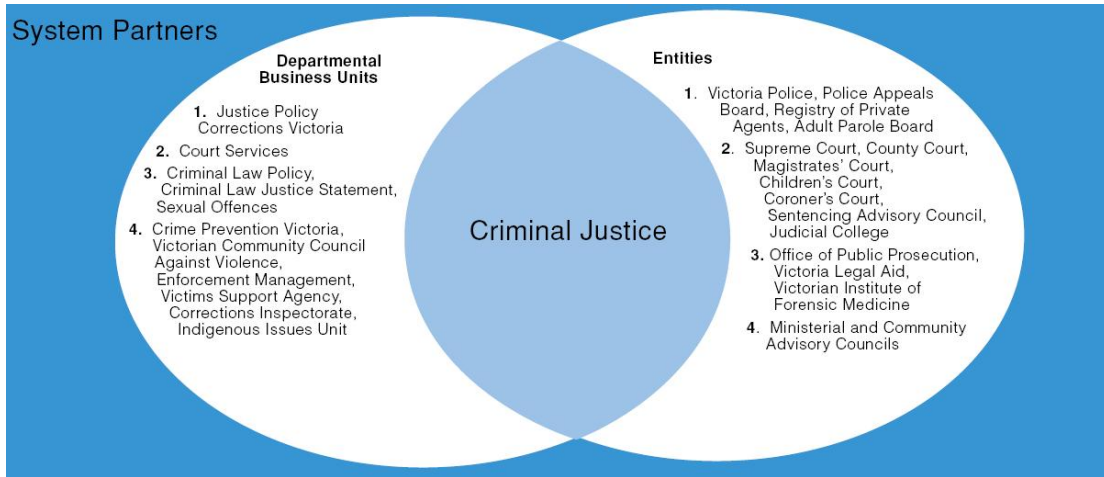 System Partners
Departmental
Business Units
1. Justice Policy
Corrections Victoria
2. Court Services
3. Criminal Law Policy,
Criminal Law Justice Statement,
Sexual Offences
4. Crime Prevention Victoria,
Victorian Community Council
Against Violence,
Enforcement Management,
Victims Support Agency,
Corrections Inspectorate,
Indigenous Issues Unit
Criminal Justice
Entities
1. Victoria Police, Police Appeals
Board, Registry of Private
Agents, Adult Parole Board
2. Supreme Court, County Court,
Magistrates' Court,
Children's Court,
Coroner's Court,
Sentencing Advisory Council,
Judicial College
3. Office of Public Prosecution,
Victoria Legal Aid,
Victorian Institute of
Forensic Medicine
4. Ministerial and Community
Advisory Councils